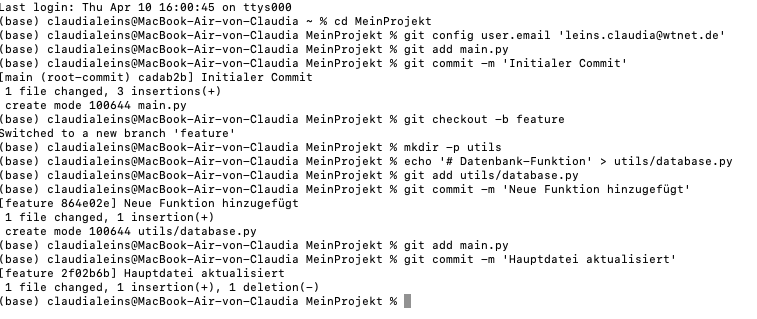 Last login: Thu Apr 10 16:00:45 on ttys000
(base) claudialeins@MacBook-Air-von-Claudia ~ % cd MeinProjekt
(base) claudialeins@MacBook-Air-von-Claudia MeinProjekt % git config user.email 'leins.claudia@wtnet.de'
(base) claudialeins@MacBook-Air-von-Claudia MeinProjekt % git add main.py
(base) claudialeins@MacBook-Air-von-Claudia MeinProjekt % git commit -m 'Initialer Commit'
[main (root-commit) cadab2b] Initialer Commit
1 file changed, 3 insertions(+)
create mode 100644 main.py
(base) claudialeins@MacBook-Air-von-Claudia MeinProjekt % git checkout -b feature
Switched to a new branch 'feature'
(base) claudialeins@MacBook-Air-von-Claudia MeinProjekt % mkdir -p utils
(base) claudialeins@MacBook-Air-von-Claudia MeinProjekt % echo '# Datenbank-Funktion' > utils/database.py
(base) claudialeins@MacBook-Air-von-Claudia MeinProjekt % git add utils/database.py
(base) claudialeins@MacBook-Air-von-Claudia MeinProjekt % git commit -m 'Neue Funktion hinzugefügt'
[feature 864e02e] Neue Funktion hinzugefügt
1 file changed, 1 insertion(+)
create mode 100644 utils/database.py
(base) claudialeins@MacBook-Air-von-Claudia MeinProjekt % git add main.py
(base) claudialeins@MacBook-Air-von-Claudia MeinProjekt % git commit -m 'Hauptdatei aktualisiert'
[feature 2f02b6b] Hauptdatei aktualisiert
1 file changed, 1 insertion(+), 1 deletion(-)
(base) claudialeins@MacBook-Air-von-Claudia MeinProjekt %